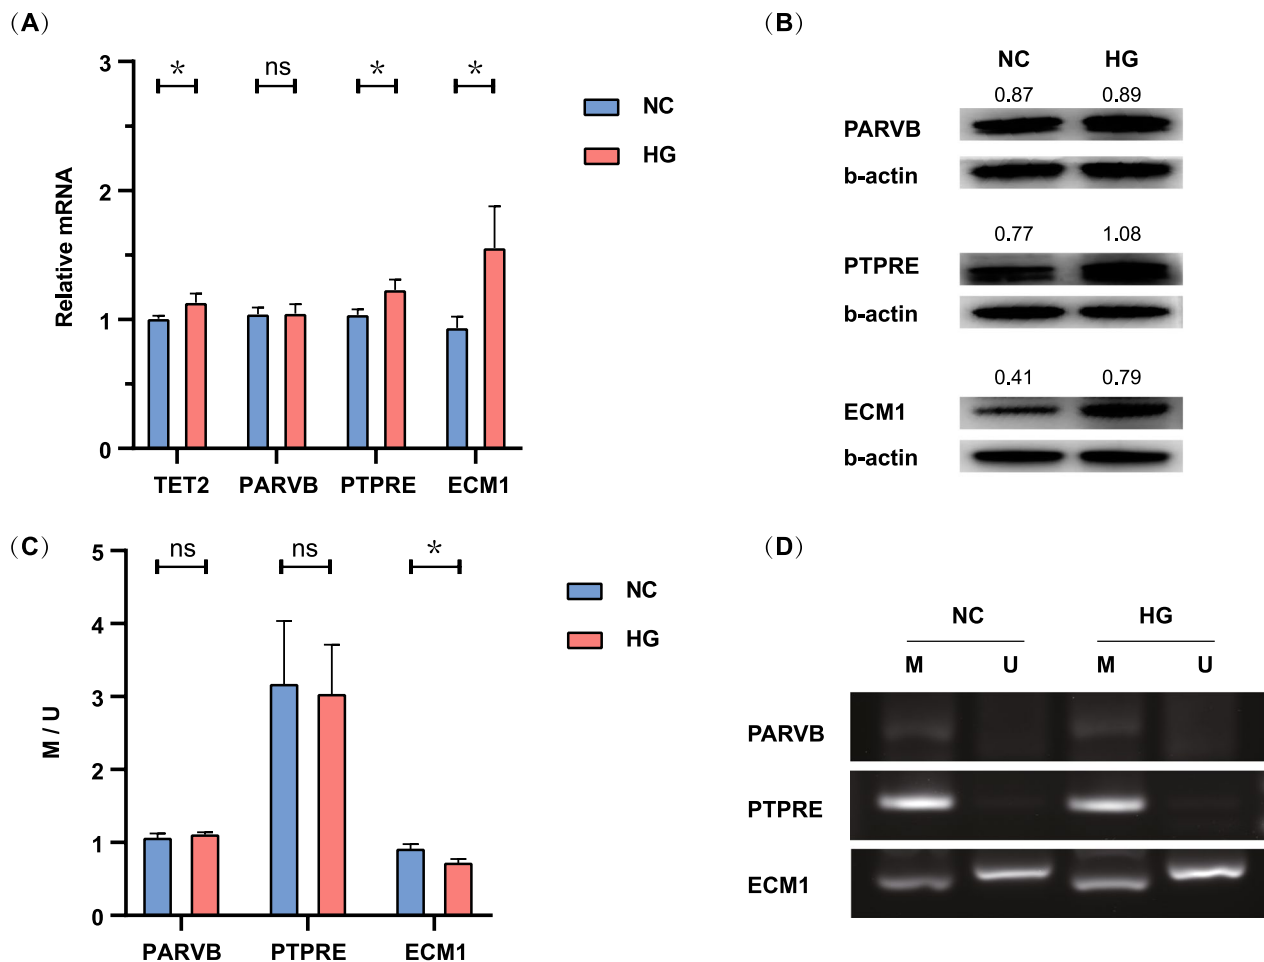 (A)
3
2
1
0
Relative mRNA
* ns * *
NC
HG
TET2 PARVB PTPRE ECM1
(B)
NC HG
0.87 0.89
PARVB
b-actin
0.77 1.08
PTPRE
b-actin
0.41 0.79
ECM1
b-actin
(C)
5
4
3
2
1
0
M / U
ns ns *
NC
HG
PARVB PTPRE ECM1
(D)
NC HG
M U M U
PARVB
PTPRE
ECM1